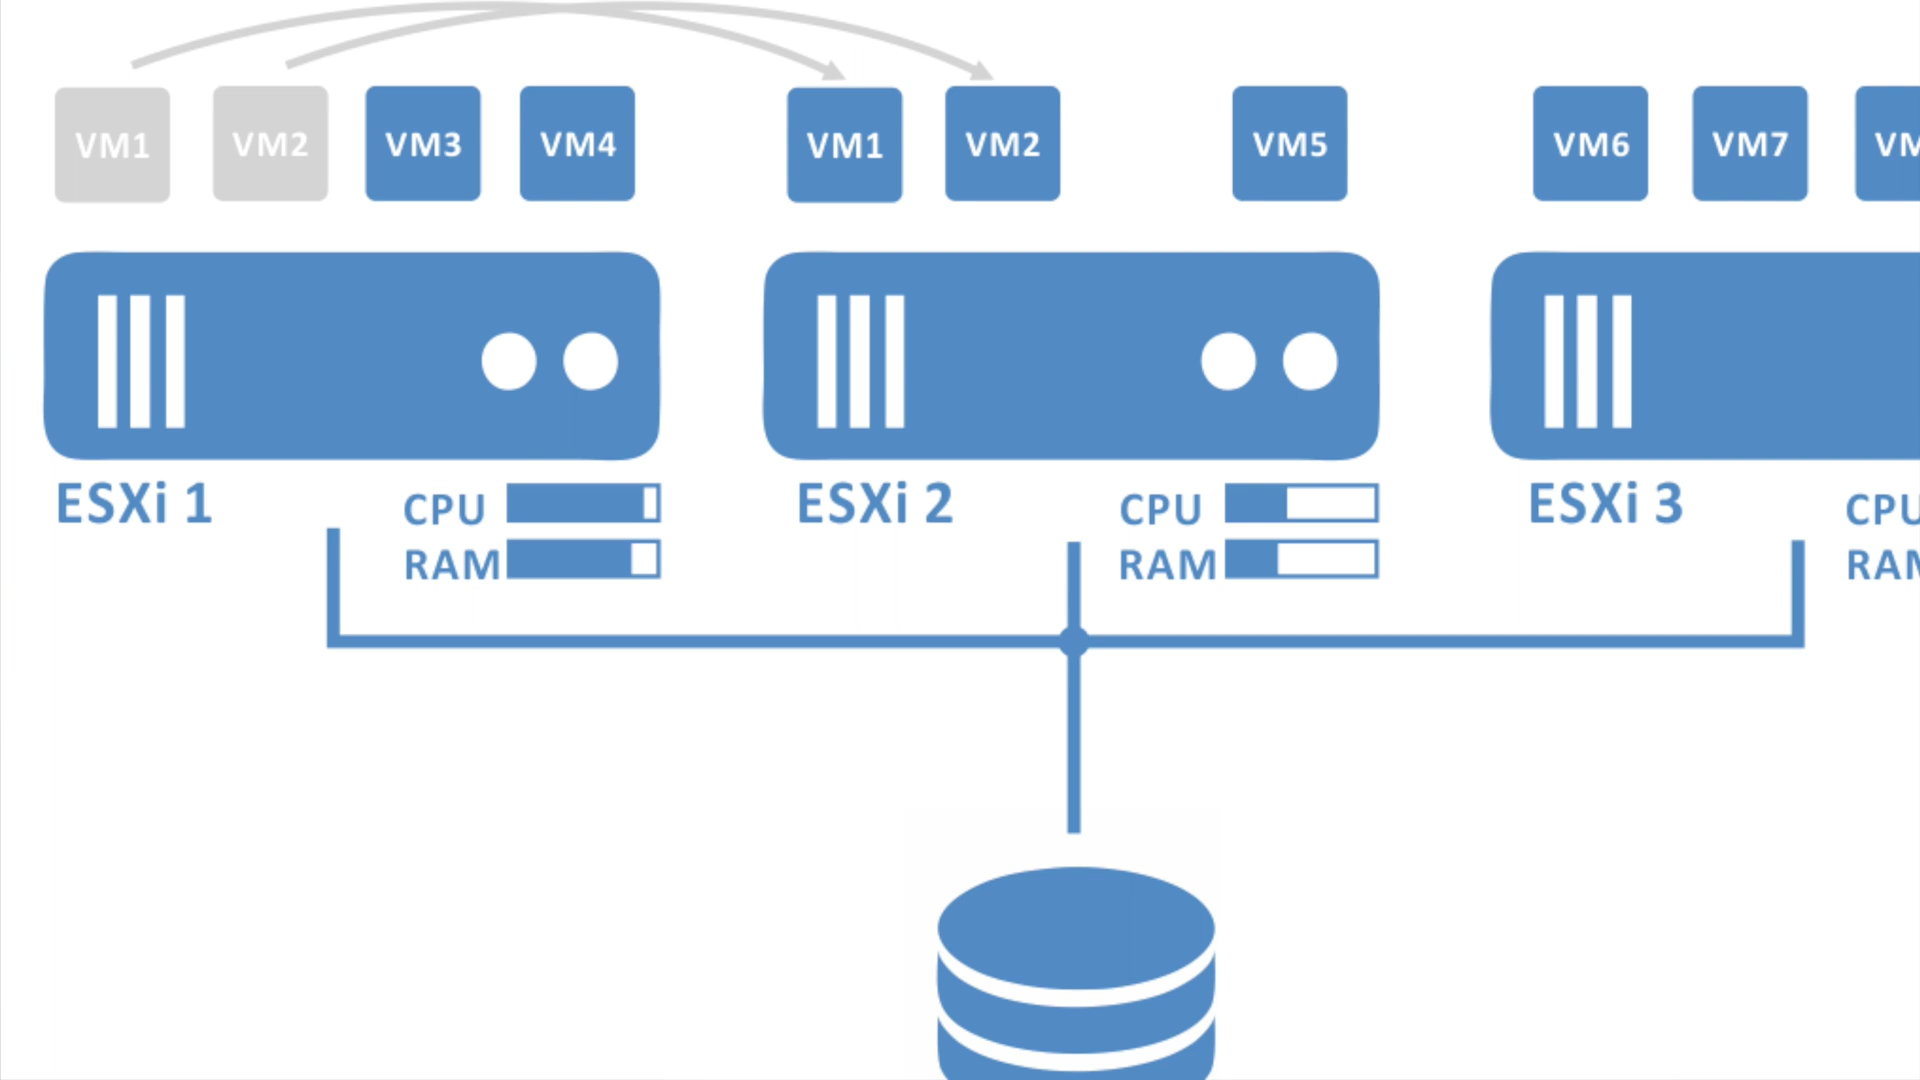 VM1 VM2 VM3 VM4 VM1 VM2 VM5 VM6 VM7
ESXi 1 CPU ESXi 2 CPU ESXi 3
RAM RAM